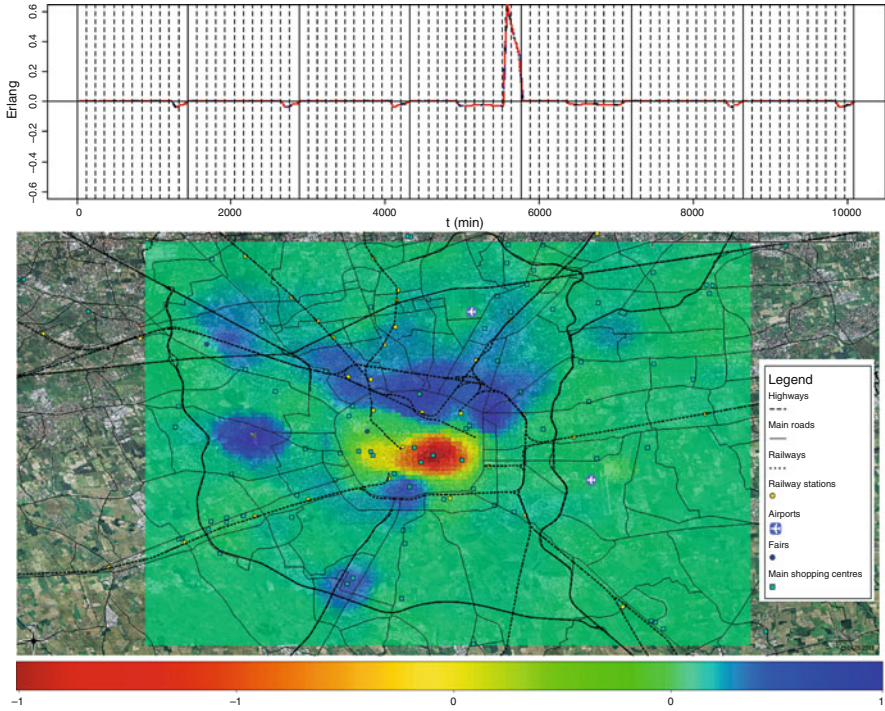 0.6
0.4
0.2
0.0
−0.2
−0.4
−0.6
Erlang
0 2000 4000 6000 8000 10000
t (min)
Legend
Highways
Main roads
Railways
Railway stations
Airports
Fairs
Main shopping centres
−1 −1 0 0 1